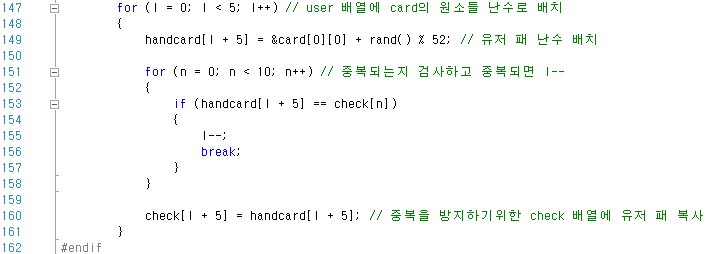 147 for (l = 0; l < 5; l++) // user 배열에 card의 원소들 난수로 배치
148 {
149 handcard[l + 5] = &card[0][0] + rand() % 52; // 유저 패 난수 배치
150
151 for (n = 0; n < 10; n++) // 중복되는지 검사하고 중복되면 l--
152 {
153 if (handcard[l + 5] == check[n])
154 {
155 l--;
156 break;
157 }
158 }
159
160 check[l + 5] = handcard[l + 5]; // 중복을 방지하기위한 check 배열에 유저 패 복사
161 }
162 #endif